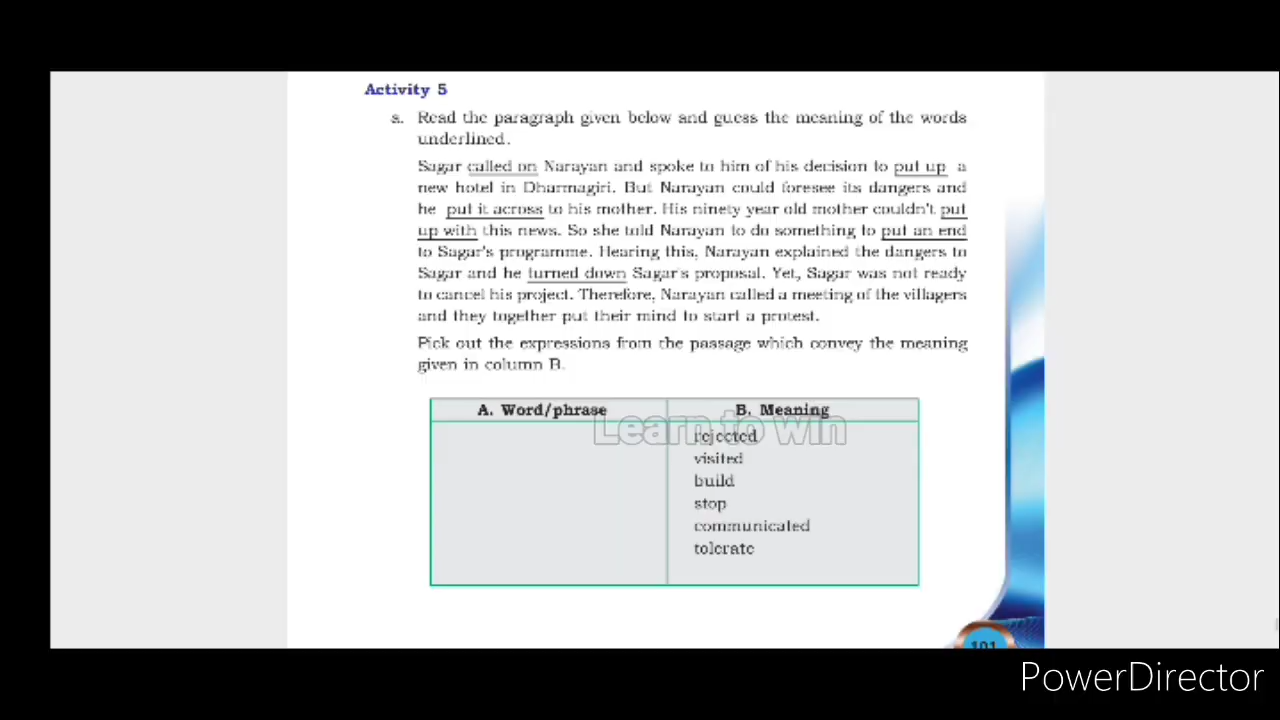 Activity 5
a. Read the paragraph given below and guess the meaning of the words
underlined.
Sagar called on Narayan and spoke to him of his decision to put up a
new hotel in Dharmagiri. But Narayan could foresee its dangers and
he put it across to his mother. His ninety year old mother couldn't put
up with this news. So she told Narayan to do something to put an end
to Sagar's programme. Hearing this, Narayan explained the dangers to
Sagar and he turned down Sagar's proposal. Yet, Sagar was not ready
to cancel his project. Therefore, Narayan called a meeting of the villagers
and they together put their mind to start a protest.
Pick out the expressions from the passage which convey the meaning
given in column B.
A. Word/phrase B. Meaning
Learn to win
rejected
visited
build
stop
communicated
tolerate
101
PowerDirector